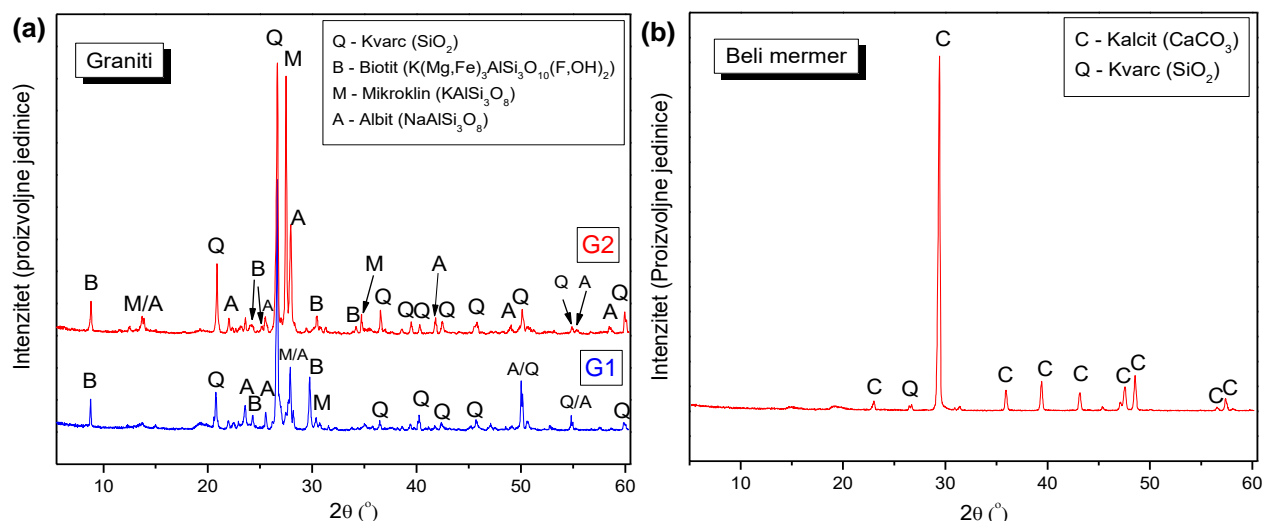 (a)
Graniti
Q - Kvarc (SiO₂)
B - Biotit (K(Mg,Fe)₃AlSi₃O₁₀(F,OH)₂)
M - Mikroklin (KAlSi₃O₈)
A - Albit (NaAlSi₃O₈)
Intenzitet (proizvoljne jedinice)
Q
M
A
G2
B
M/A
Q
A
B
A
B
B
M
Q
Q
Q
A
Q
Q
A
Q
Q
A
A
Q
G1
B
Q
A
B
A
M/A
B
M
Q
Q
Q
Q
A/Q
Q/A
Q
10 20 30 40 50 60
2θ (°)
(b)
Beli mermer
C - Kalcit (CaCO₃)
Q - Kvarc (SiO₂)
Intenzitet (Proizvoljne jedinice)
C
C
Q
C
C
C
C
C
C
C
10 20 30 40 50 60
2θ (°)